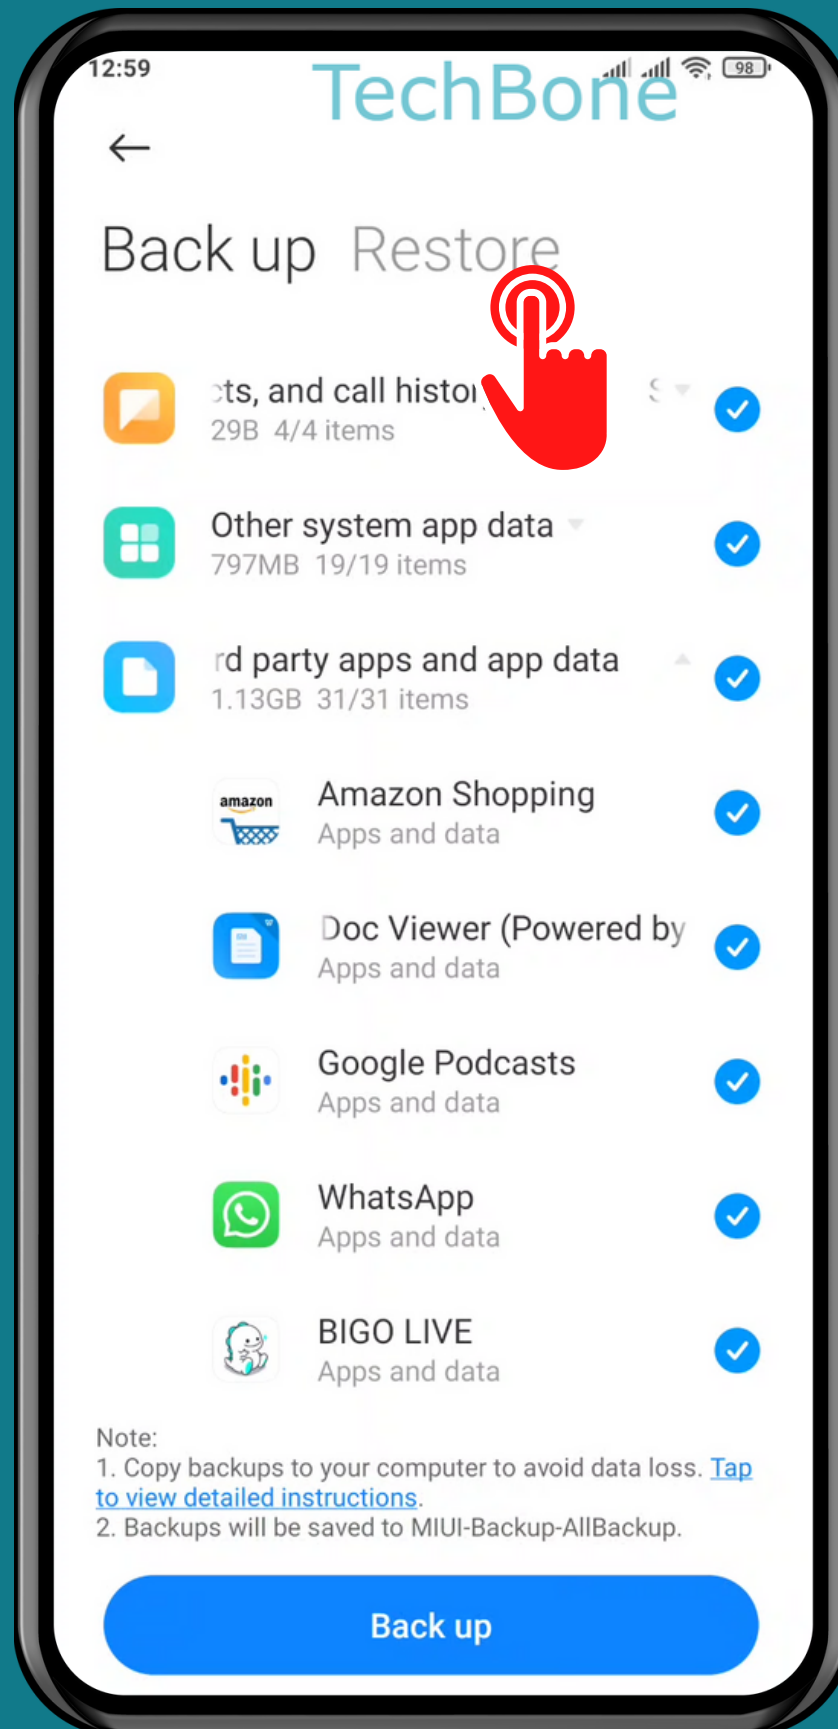 12:59
TechBone
98
Back up Restore
and call
29B 4/4 items
Other system app data
797MB 19/19 items
party apps and app data
1.13GB 31/31 items
amazon
Amazon Shopping
Apps and data
Doc Viewer (Powered by
Apps and data
Google Podcasts
Apps and data
WhatsApp
Apps and data
BIGO LIVE
Apps and data
Note:
1. Copy backups to your computer to avoid data loss. Tap
to view detailed instructions.
2. Backups will be saved to MIUI-Backup-AllBackup.
Back up